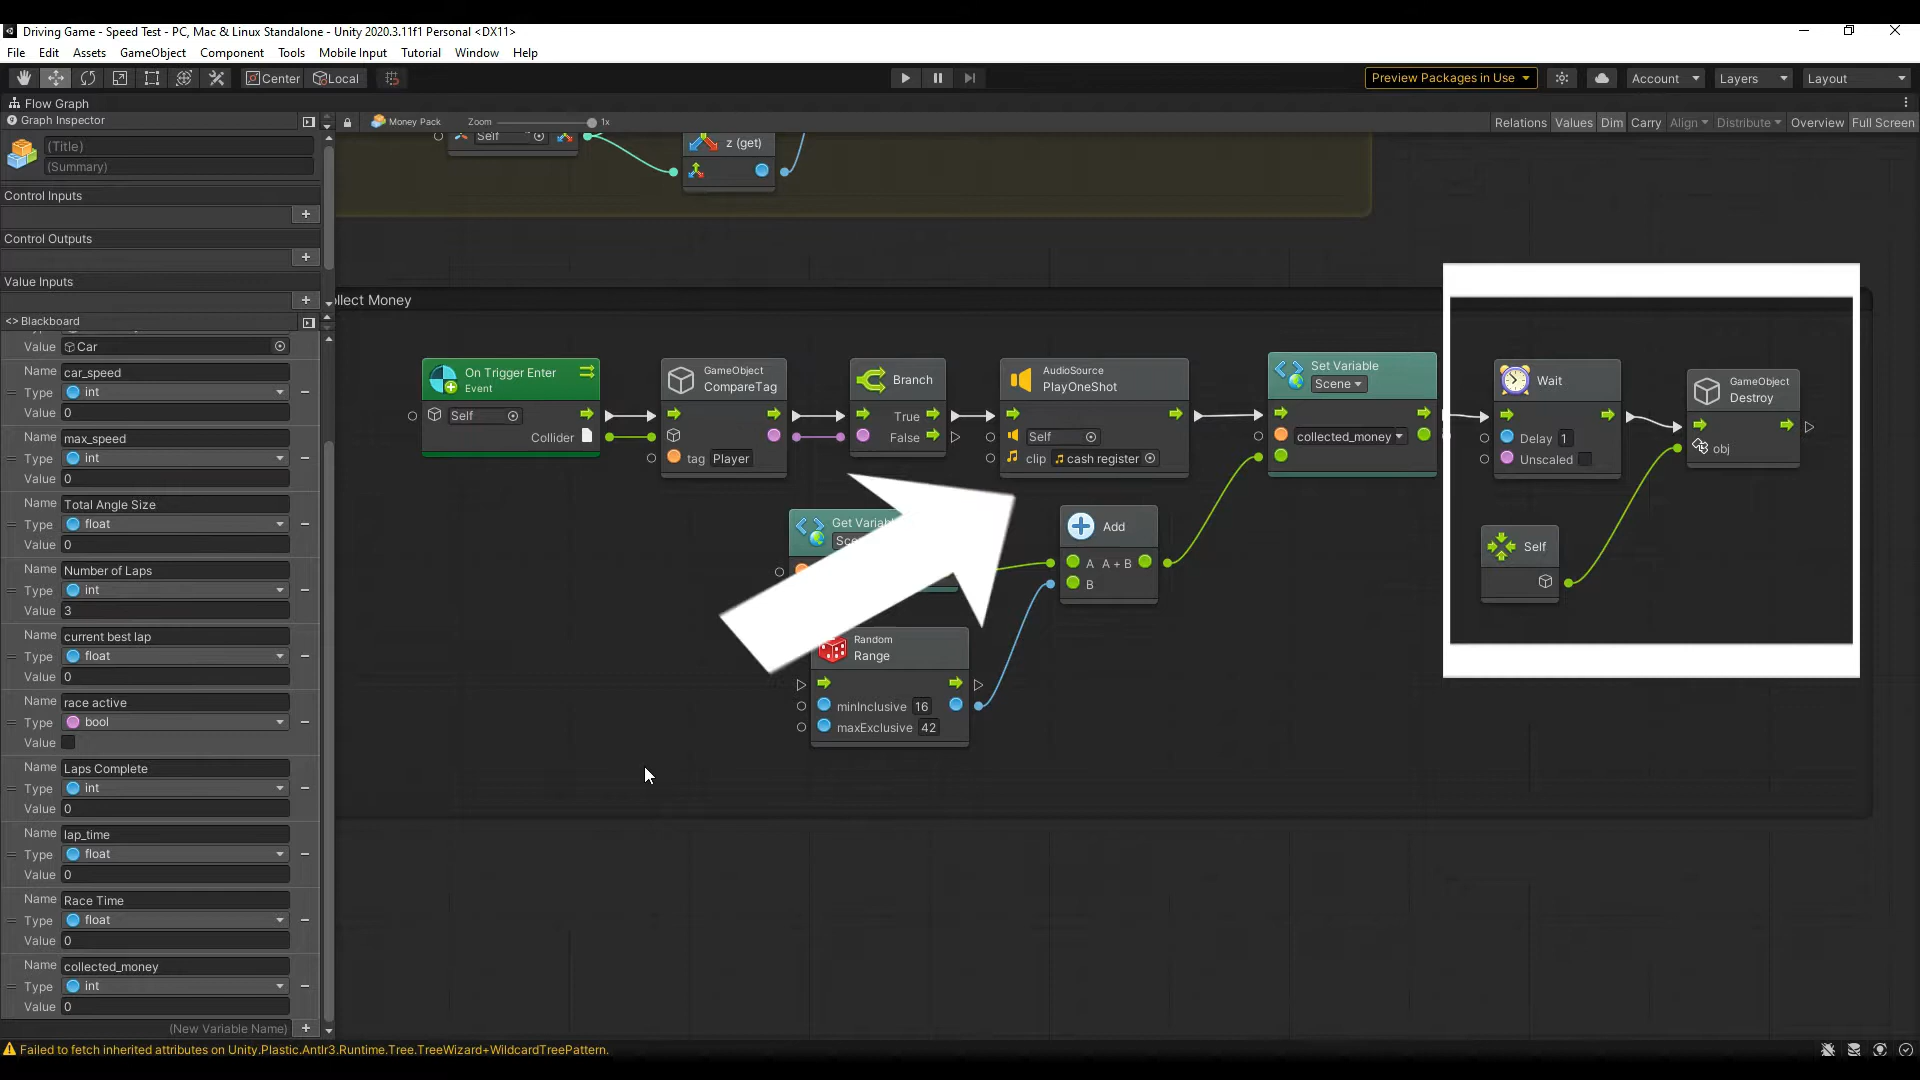 Driving Game - Speed Test - PC, Mac & Linux Standalone - Unity 2020.3.11f1 Personal <DX11>
File Edit Assets GameObject Component Tools Mobile Input Tutorial Window Help
Center Local Preview Packages in Use Account Layers Layout
Flow Graph
Graph Inspector Money Pack Zoom 1x Relations Values Dim Carry Align Distribute Overview Full Screen
(Title)
(Summary)
Control Inputs
Control Outputs
Value Inputs
<> Blackboard
Value Car
Name car_speed
Type int
Value 0
Name max_speed
Type int
Value 0
Name Total Angle Size
Type float
Value 0
Name Number of Laps
Type int
Value 3
Name current best lap
Type float
Value 0
Name race active
Type bool
Value
Name Laps Complete
Type int
Value 0
Name lap_time
Type float
Value 0
Name Race Time
Type float
Value 0
Name collected_money
Type int
Value 0
(New Variable Name)
Self
z (get)
llect Money
On Trigger Enter
Event
Self
Collider
GameObject
CompareTag
tag Player
Branch
True
False
AudioSource
PlayOneShot
Self
clip cash register
Set Variable
Scene
collected_money
Wait
Delay 1
Unscaled
GameObject
Destroy
obj
Self
Get Variab
Sce
Add
A A + B
B
Random
Range
minInclusive 16
maxExclusive 42
Failed to fetch inherited attributes on Unity.Plastic.Antlr3.Runtime.Tree.TreeWizard+WildcardTreePattern.